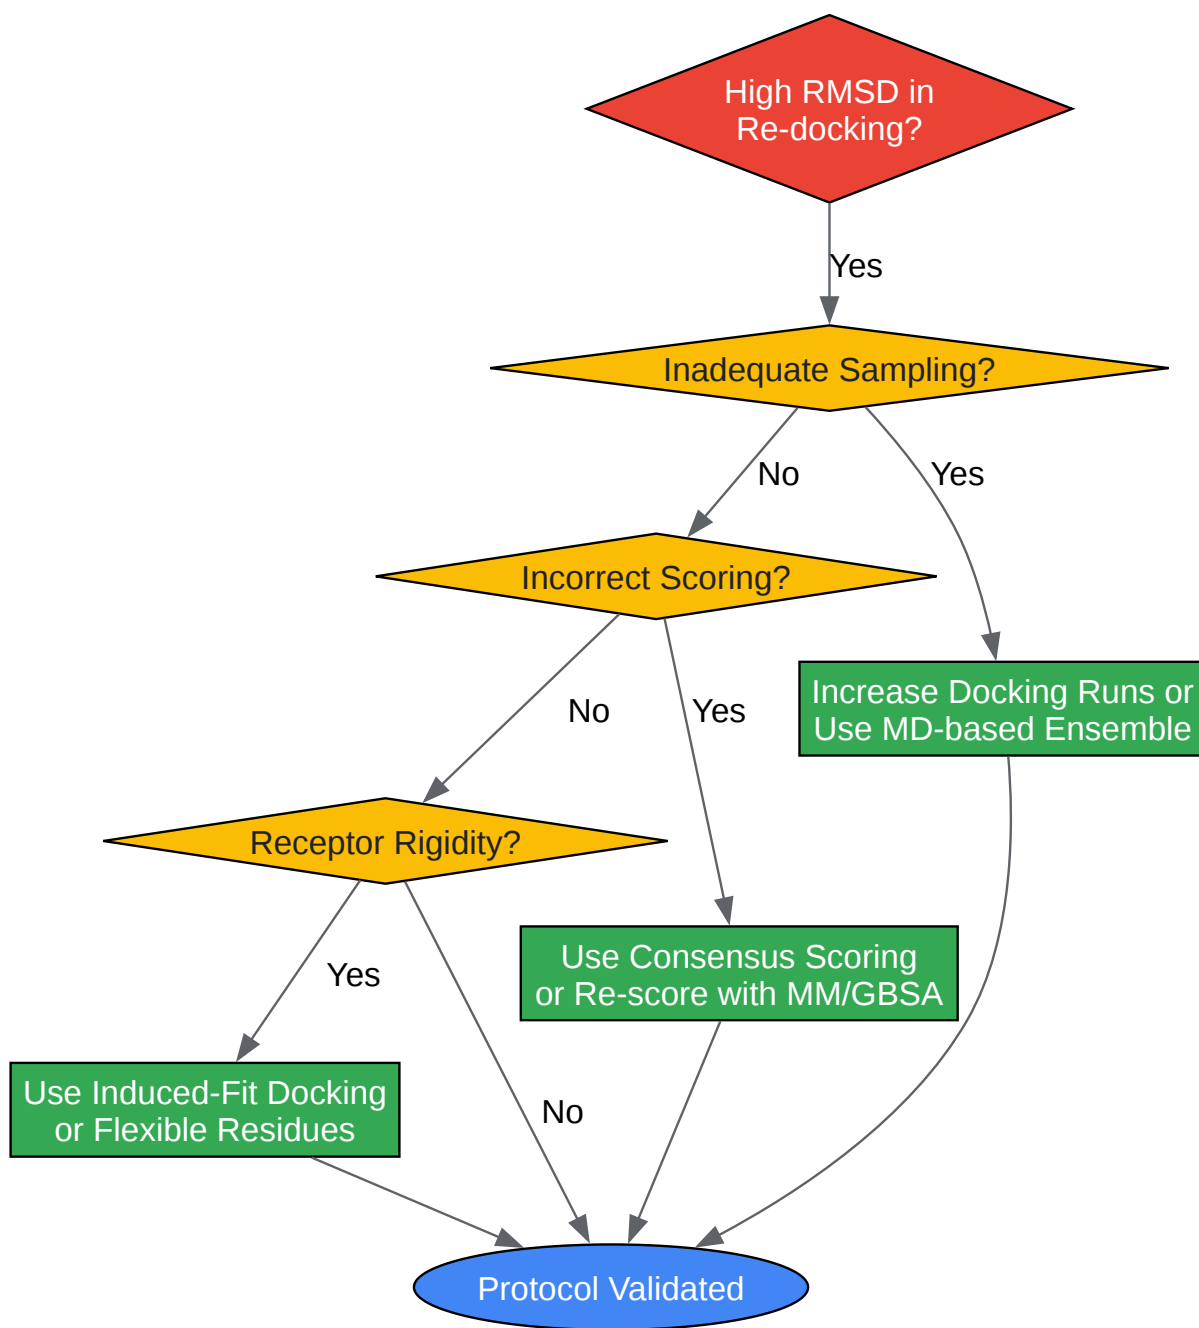 High RMSD in
Re-docking?
Yes
Inadequate Sampling?
No
Yes
Incorrect Scoring?
No
Yes
Increase Docking Runs or
Use MD-based Ensemble
Receptor Rigidity?
Yes
No
Use Consensus Scoring
or Re-score with MM/GBSA
Use Induced-Fit Docking
or Flexible Residues
Protocol Validated